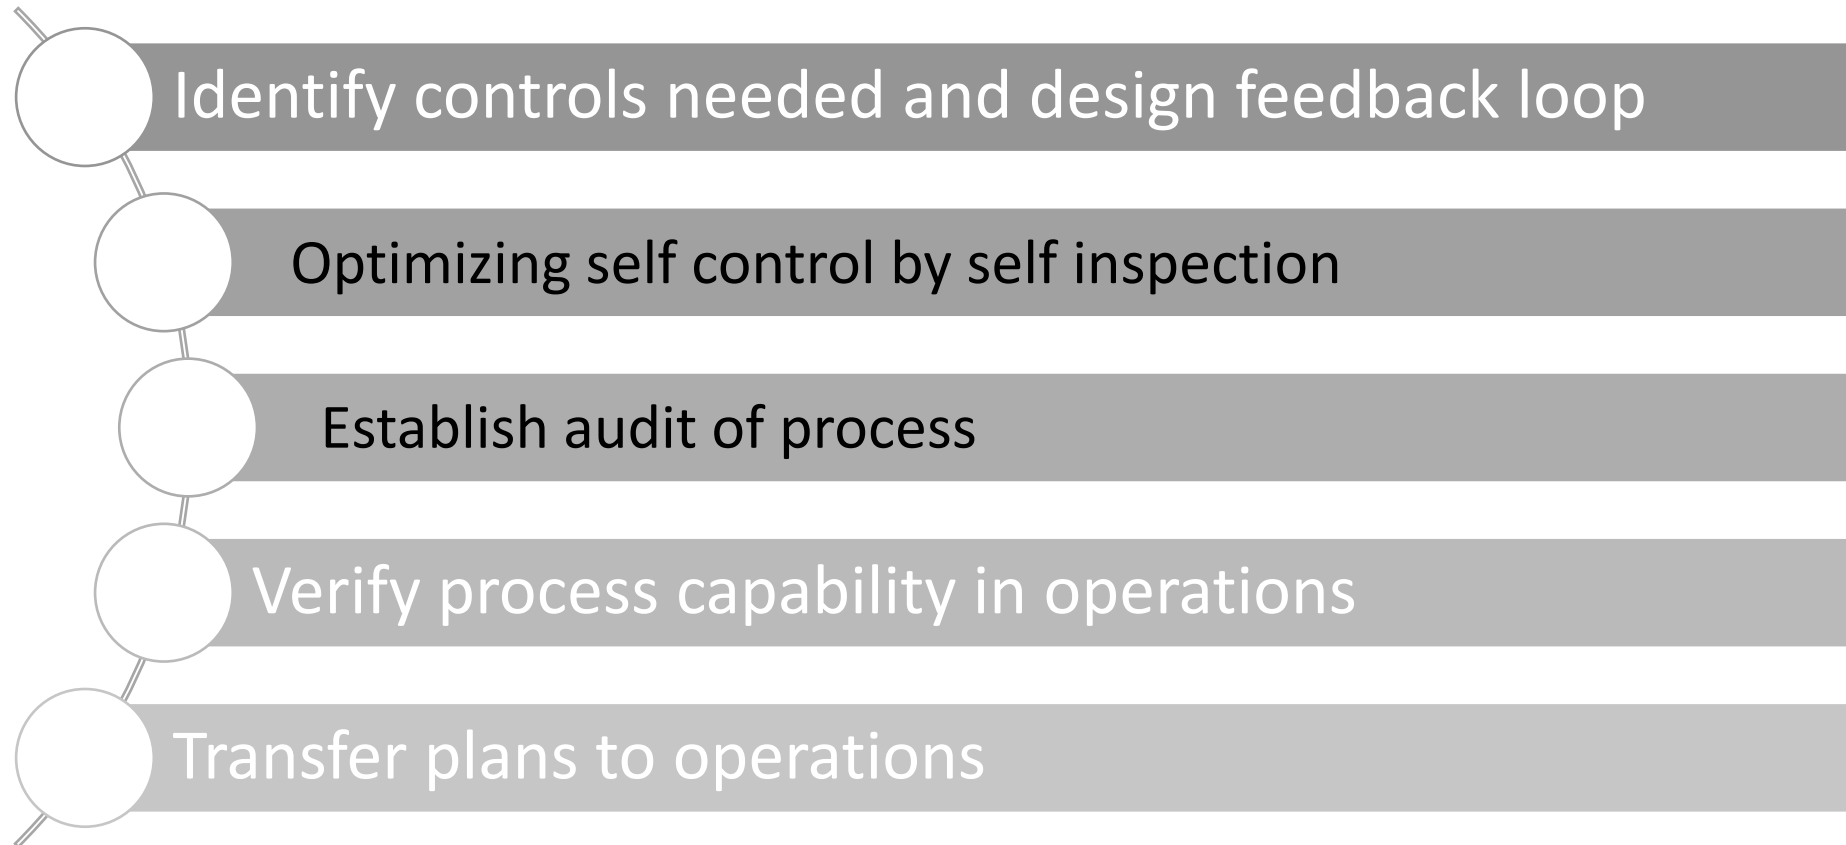 Identify controls needed and design feedback loop
Optimizing self control by self inspection
Establish audit of process
Verify process capability in operations
Transfer plans to operations